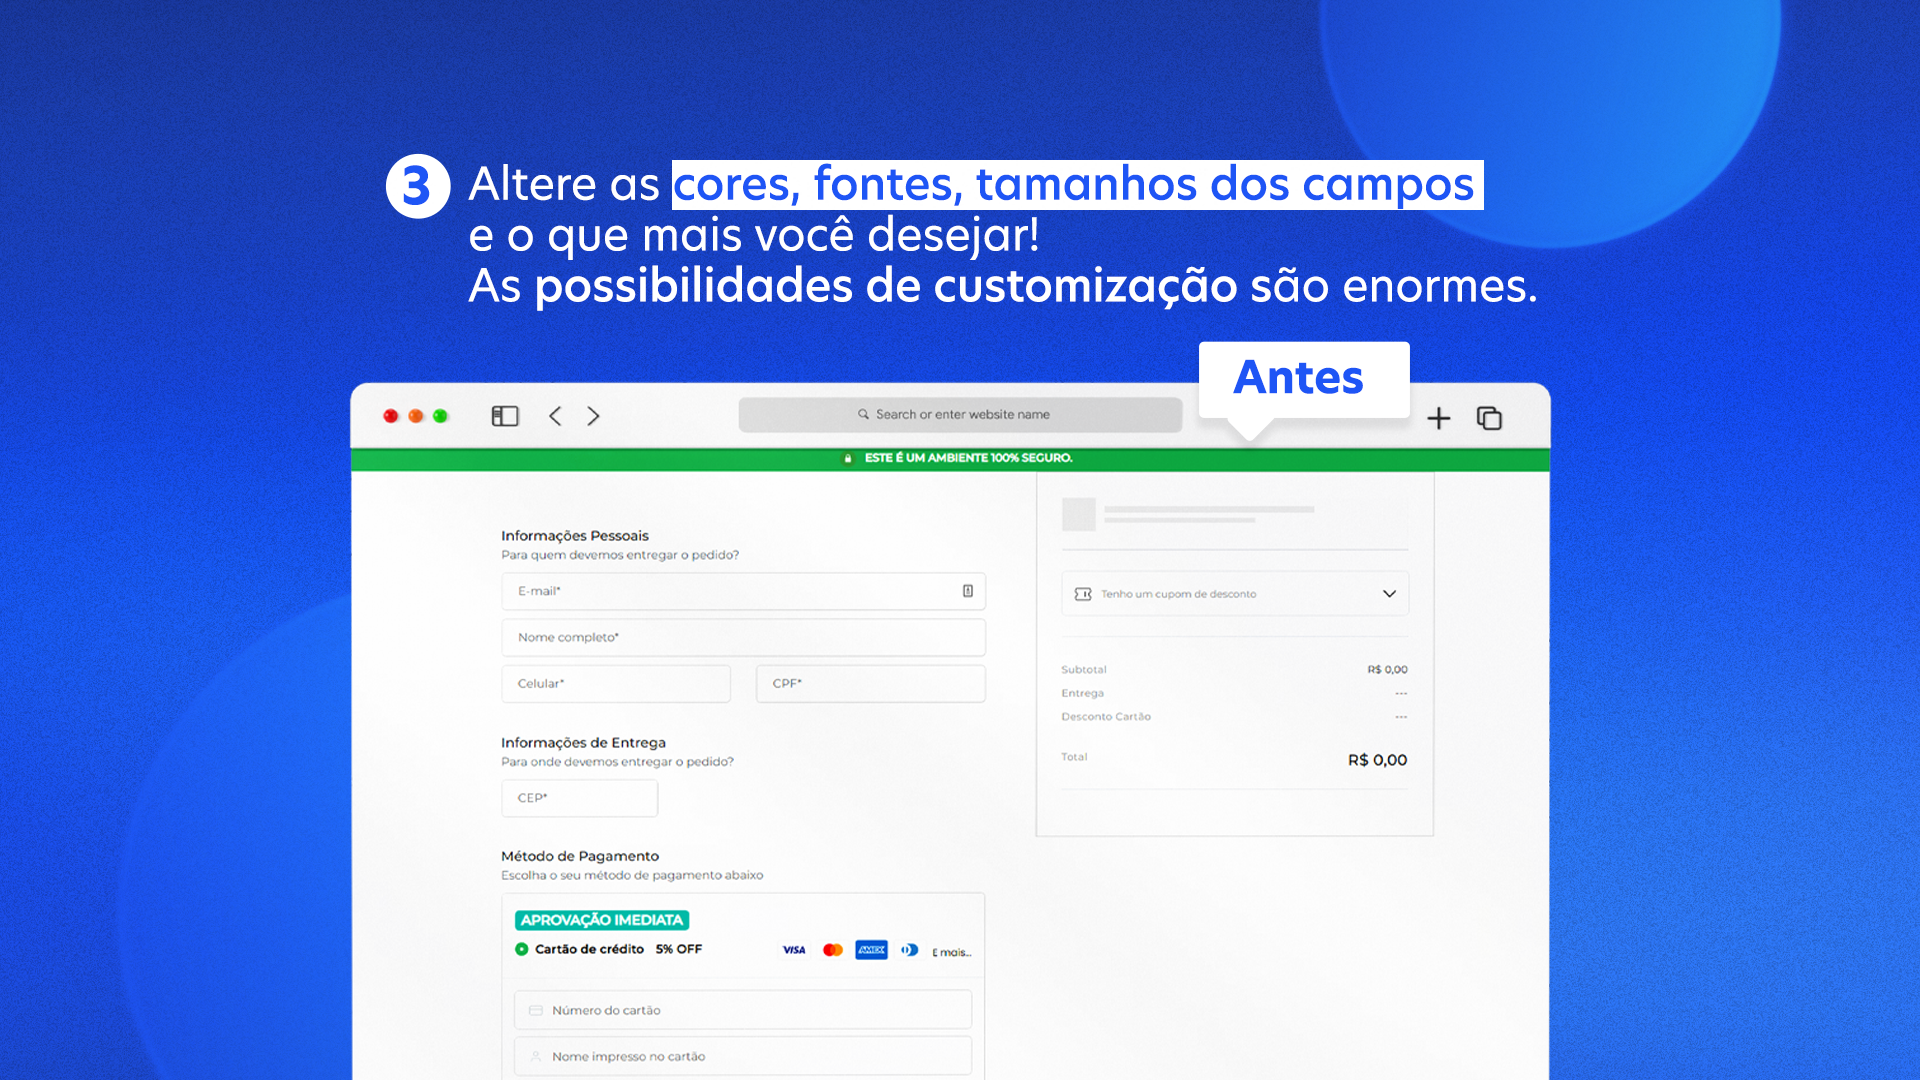 3 Altere as cores, fontes, tamanhos dos campos
e o que mais você desejar!
As possibilidades de customização são enormes.
Antes
Search or enter website name
ESTE É UM AMBIENTE 100% SEGURO.
Informações Pessoais
Para quem devemos entregar o pedido?
E-mail*
Nome completo*
Celular* CPF*
Informações de Entrega
Para onde devemos entregar o pedido?
CEP*
Método de Pagamento
Escolha o seu método de pagamento abaixo
APROVAÇÃO IMEDIATA
Cartão de crédito 5% OFF VISA AMEX E mais...
Número do cartão
Nome impresso no cartão
Tenho um cupom de desconto
Subtotal R$ 0,00
Entrega ---
Desconto Cartão ---
Total R$ 0,00